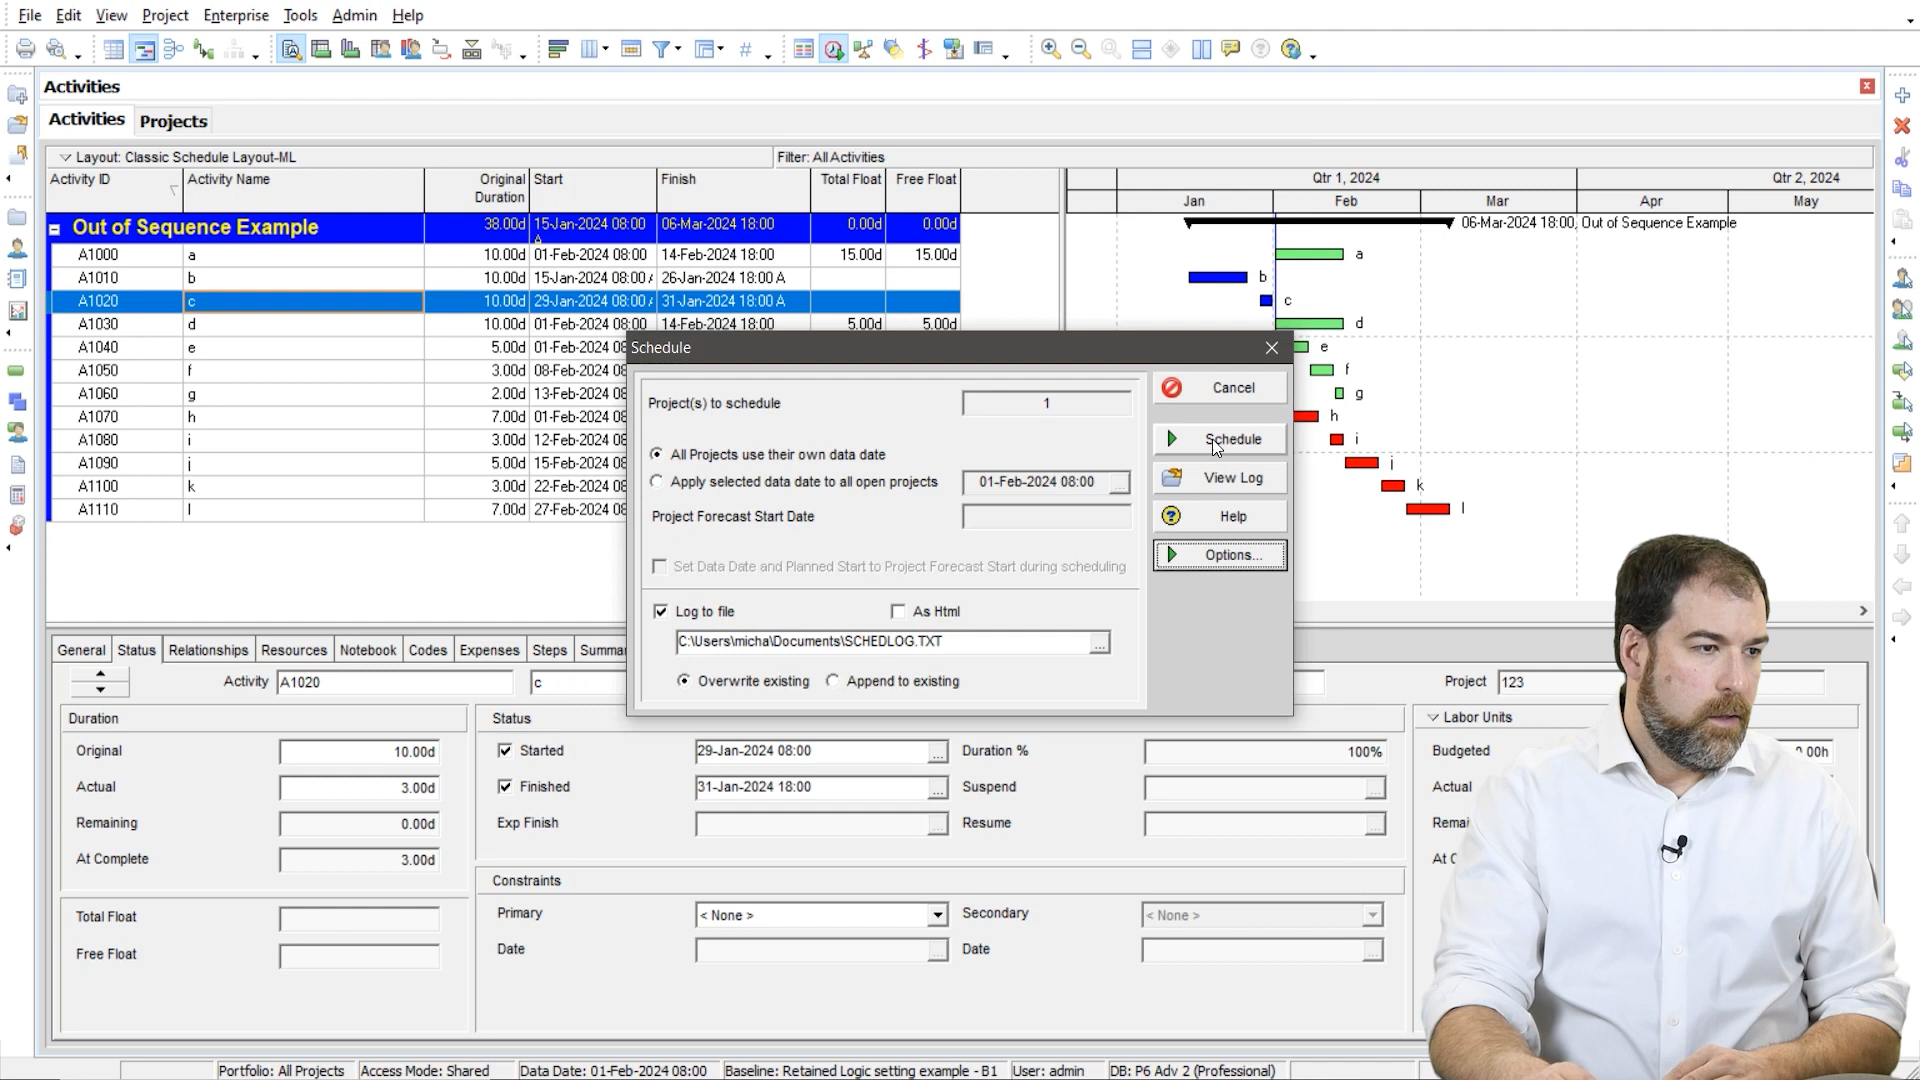 File Edit View Project Enterprise Tools Admin Help
Activities
Activities Projects
Layout: Classic Schedule Layout-ML Filter: All Activities
Activity ID Activity Name Original Duration Start Finish Total Float Free Float
Qtr 1, 2024 Qtr 2, 2024
Jan Feb Mar Apr May
Out of Sequence Example 38.00d 15-Jan-2024 08:00 A 06-Mar-2024 18:00 0.00d 0.00d 06-Mar-2024 18:00, Out of Sequence Example
A1000 a 10.00d 01-Feb-2024 08:00 14-Feb-2024 18:00 15.00d 15.00d a
A1010 b 10.00d 15-Jan-2024 08:00 A 26-Jan-2024 18:00 A b
A1020 c 10.00d 29-Jan-2024 08:00 A 31-Jan-2024 18:00 A c
A1030 d 10.00d 01-Feb-2024 08:00 14-Feb-2024 18:00 5.00d 5.00d d
A1040 e 5.00d 01-Feb-2024 08 e
A1050 f 3.00d 08-Feb-2024 08 f
A1060 g 2.00d 13-Feb-2024 08 g
A1070 h 7.00d 01-Feb-2024 08 h
A1080 i 3.00d 12-Feb-2024 08 i
A1090 j 5.00d 15-Feb-2024 08 j
A1100 k 3.00d 22-Feb-2024 08 k
A1110 l 7.00d 27-Feb-2024 08 l
Schedule
Project(s) to schedule 1
All Projects use their own data date
Apply selected data date to all open projects 01-Feb-2024 08:00 ...
Project Forecast Start Date
Set Data Date and Planned Start to Project Forecast Start during scheduling
Log to file As Html
C:\Users\micha\Documents\SCHEDLOG.TXT ...
Overwrite existing Append to existing
Cancel
Schedule
View Log
Help
Options...
General Status Relationships Resources Notebook Codes Expenses Steps Summar
Activity A1020 c Project 123
Duration
Original 10.00d
Actual 3.00d
Remaining 0.00d
At Complete 3.00d
Total Float
Free Float
Status
Started 29-Jan-2024 08:00 ... Duration % 100%
Finished 31-Jan-2024 18:00 ... Suspend ...
Exp Finish ... Resume ...
Constraints
Primary < None > Secondary < None >
Date ... Date ...
Labor Units
Budgeted 0.00h
Actual
Remai
At C
Portfolio: All Projects Access Mode: Shared Data Date: 01-Feb-2024 08:00 Baseline: Retained Logic setting example - B1 User: admin DB: P6 Adv 2 (Professional)